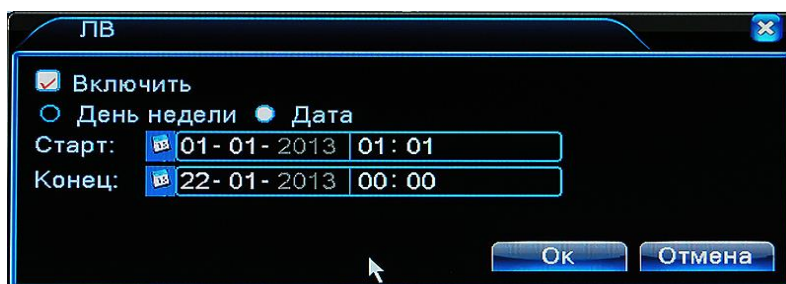 ЛВ
Включить
День недели Дата
Старт: 01-01-2013 01:01
Конец: 22-01-2013 00:00
Ок Отмена